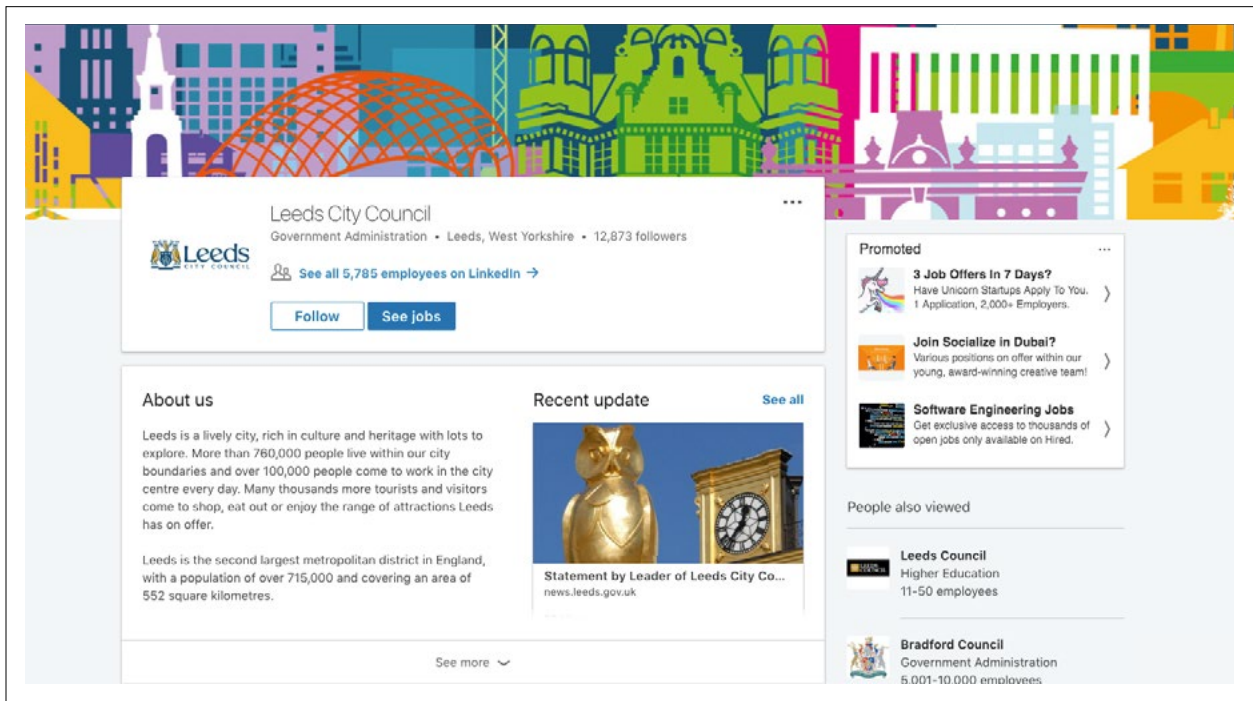 Leeds City Council
Government Administration • Leeds, West Yorkshire • 12,873 followers
Leeds
CITY COUNCIL
See all 5,785 employees on LinkedIn →
Follow
See jobs
About us
Leeds is a lively city, rich in culture and heritage with lots to
explore. More than 760,000 people live within our city
boundaries and over 100,000 people come to work in the city
centre every day. Many thousands more tourists and visitors
come to shop, eat out or enjoy the range of attractions Leeds
has on offer.
Leeds is the second largest metropolitan district in England,
with a population of over 715,000 and covering an area of
552 square kilometres.
Recent update
See all
Statement by Leader of Leeds City Co...
news.leeds.gov.uk
See more
Promoted
3 Job Offers In 7 Days?
Have Unicorn Startups Apply To You.
1 Application, 2,000+ Employers.
Join Socialize in Dubai?
Various positions on offer within our
young, award-winning creative team!
Software Engineering Jobs
Get exclusive access to thousands of
open jobs only available on Hired.
People also viewed
Leeds Council
Higher Education
11-50 employees
Bradford Council
Government Administration
5,001-10,000 employees